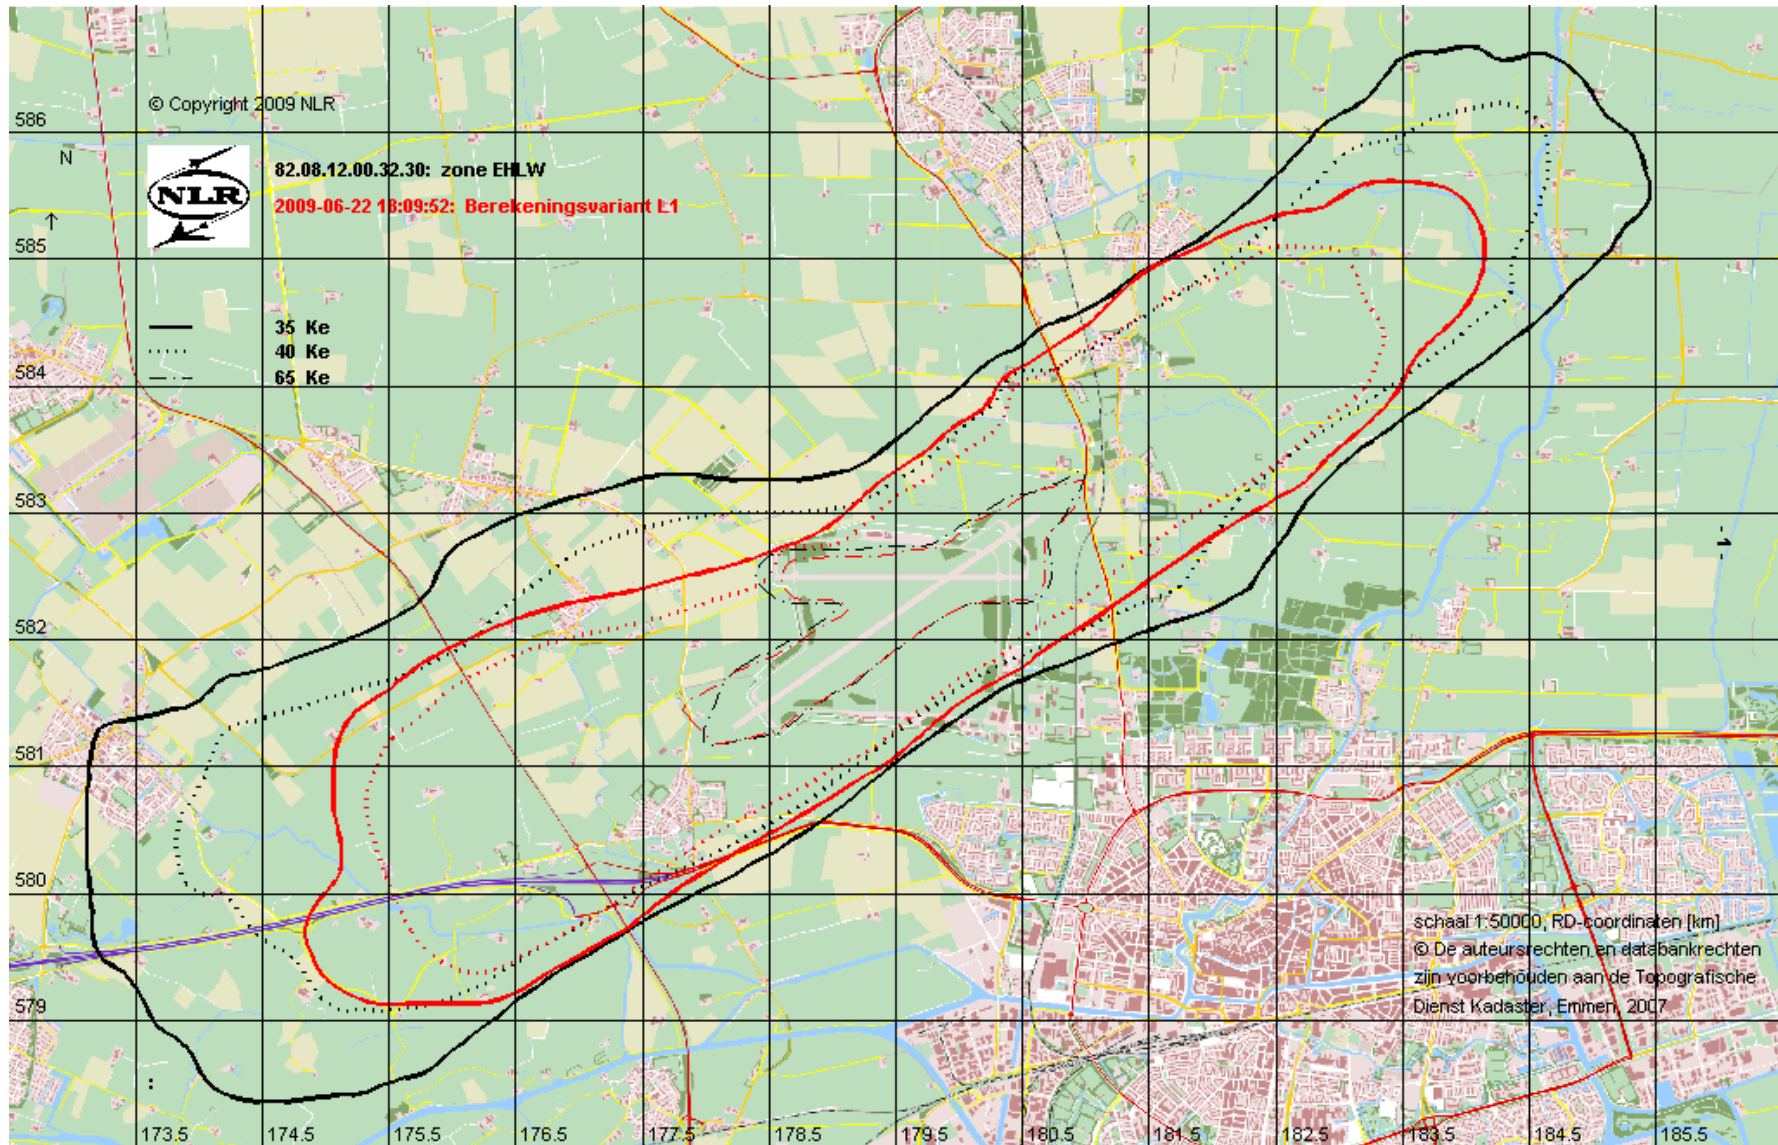 © Copyright 2009 NLR
586
N
NLR
82.08.12.00.32.30: zone EHLW
2009-06-22 18:09:52: Berekeningsvariant L1
585
35 Ke
40 Ke
65 Ke
584
583
582
581
580
579
schaal 1:50000, RD-coordinaten [km]
© De auteursrechten en databankrechten
zijn voorbehouden aan de Topografische
Dienst Kadaster, Emmen, 2007
173.5 174.5 175.5 176.5 177.5 178.5 179.5 180.5 181.5 182.5 183.5 184.5 185.5